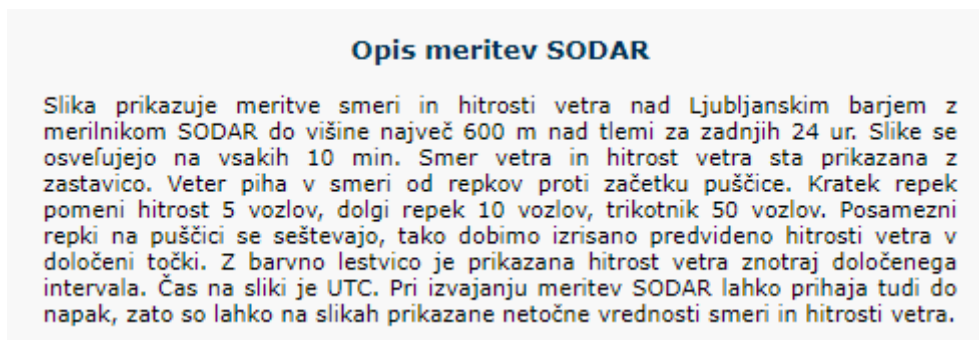 Opis meritev SODAR
Slika prikazuje meritve smeri in hitrosti vetra nad Ljubljanskim barjem z
merilnikom SODAR do višine največ 600 m nad tlemi za zadnjih 24 ur. Slike se
osveľujejo na vsakih 10 min. Smer vetra in hitrost vetra sta prikazana z
zastavico. Veter piha v smeri od repkov proti začetku puščice. Kratek repek
pomeni hitrost 5 vozlov, dolgi repek 10 vozlov, trikotnik 50 vozlov. Posamezni
repki na puščici se seštevajo, tako dobimo izrisano predvideno hitrosti vetra v
določeni točki. Z barvno lestvico je prikazana hitrost vetra znotraj določenega
intervala. Čas na sliki je UTC. Pri izvajanju meritev SODAR lahko prihaja tudi do
napak, zato so lahko na slikah prikazane netočne vrednosti smeri in hitrosti vetra.